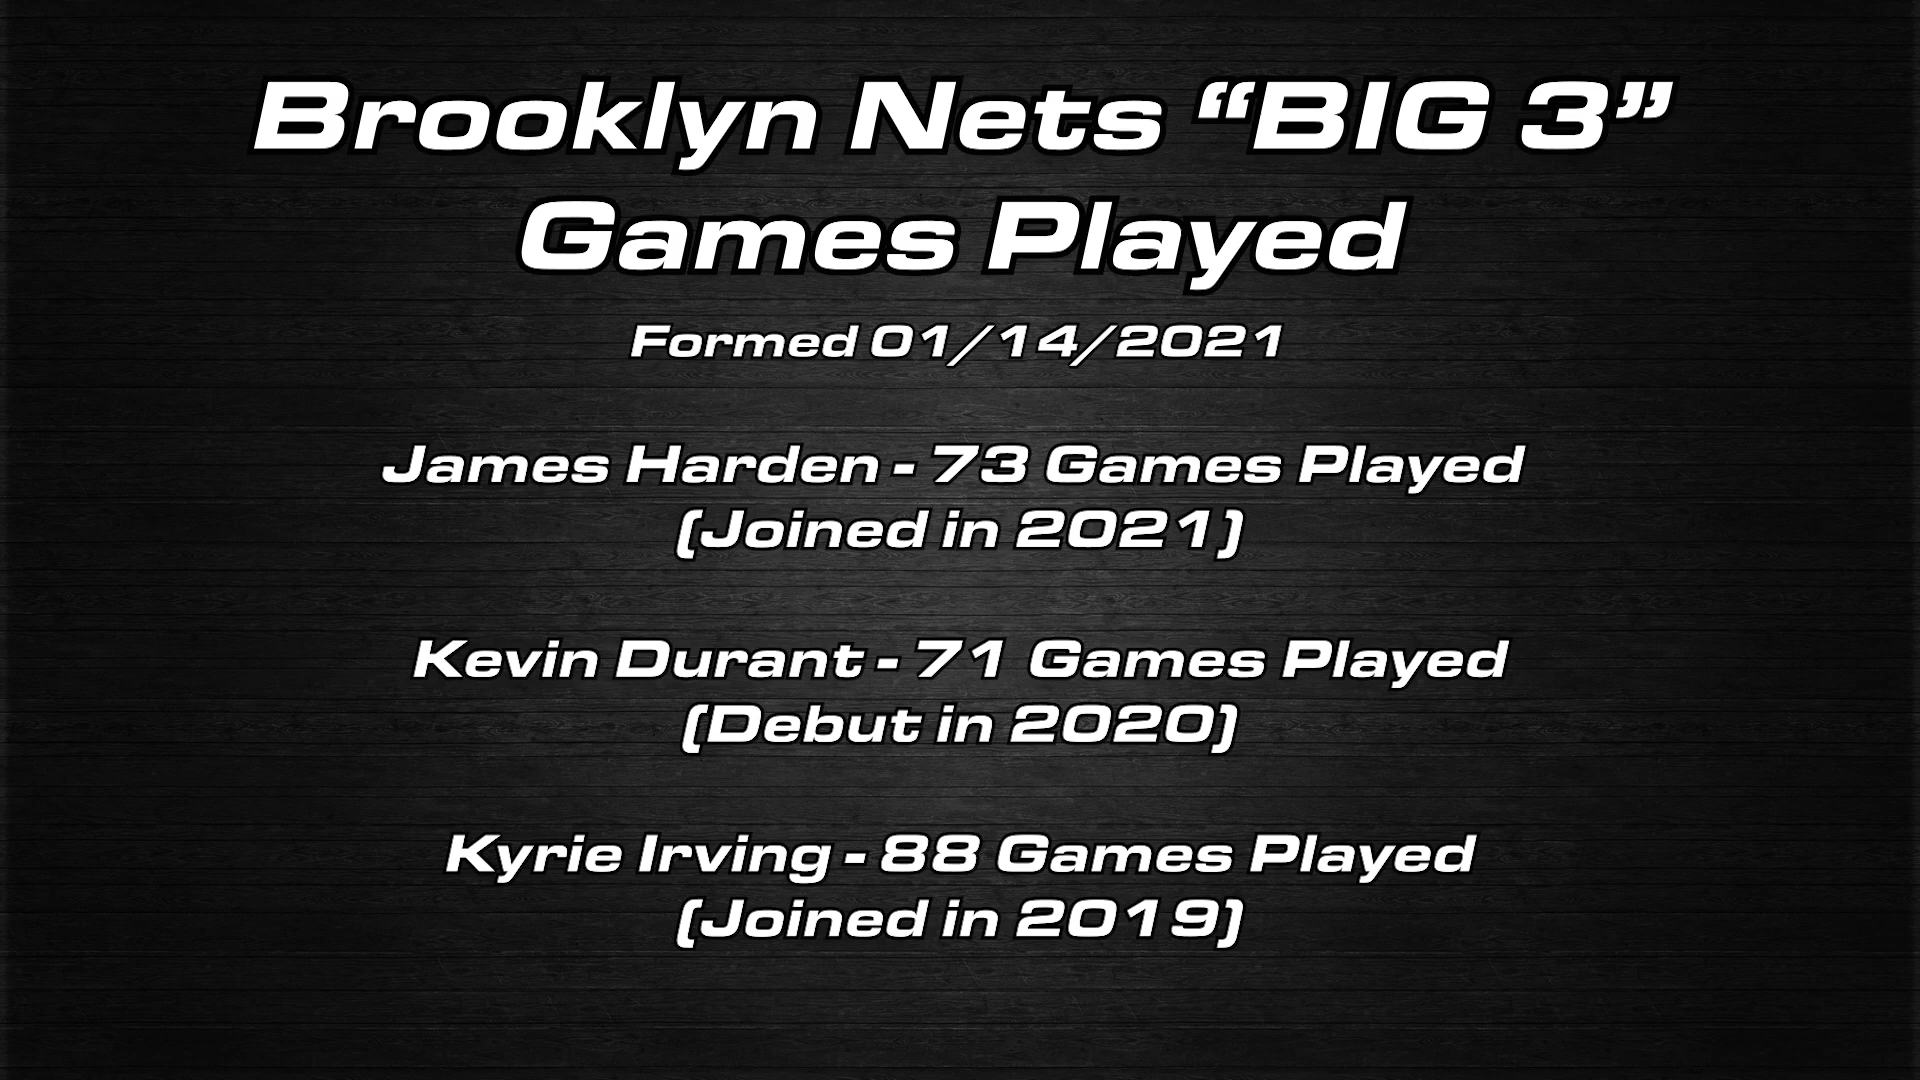 Brooklyn Nets “BIG 3”
Games Played
Formed 01/14/2021
James Harden - 73 Games Played
(Joined in 2021)
Kevin Durant - 71 Games Played
(Debut in 2020)
Kyrie Irving - 88 Games Played
(Joined in 2019)